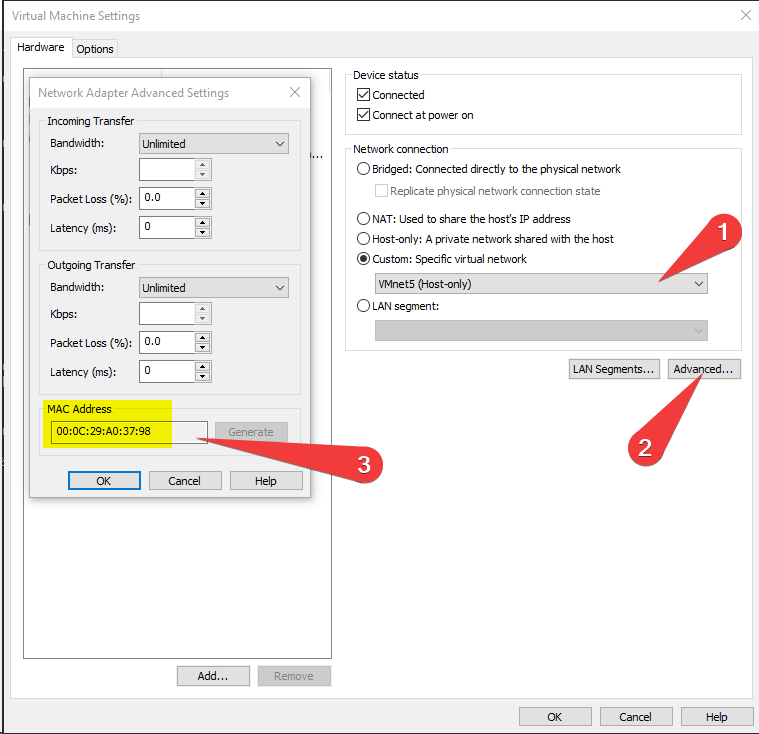 Virtual Machine Settings
Hardware
Options
Network Adapter Advanced Settings
Incoming Transfer
Bandwidth:
Unlimited
Kbps:
Packet Loss (%):
0.0
Latency (ms):
0
Outgoing Transfer
Bandwidth:
Unlimited
Kbps:
Packet Loss (%):
0.0
Latency (ms):
0
MAC Address
00:0C:29:A0:37:98
Generate
3
OK
Cancel
Help
Add...
Remove
Device status
Connected
Connect at power on
Network connection
Bridged: Connected directly to the physical network
Replicate physical network connection state
NAT: Used to share the host's IP address
Host-only: A private network shared with the host
1
Custom: Specific virtual network
VMnet5 (Host-only)
LAN segment:
LAN Segments...
Advanced...
2
OK
Cancel
Help